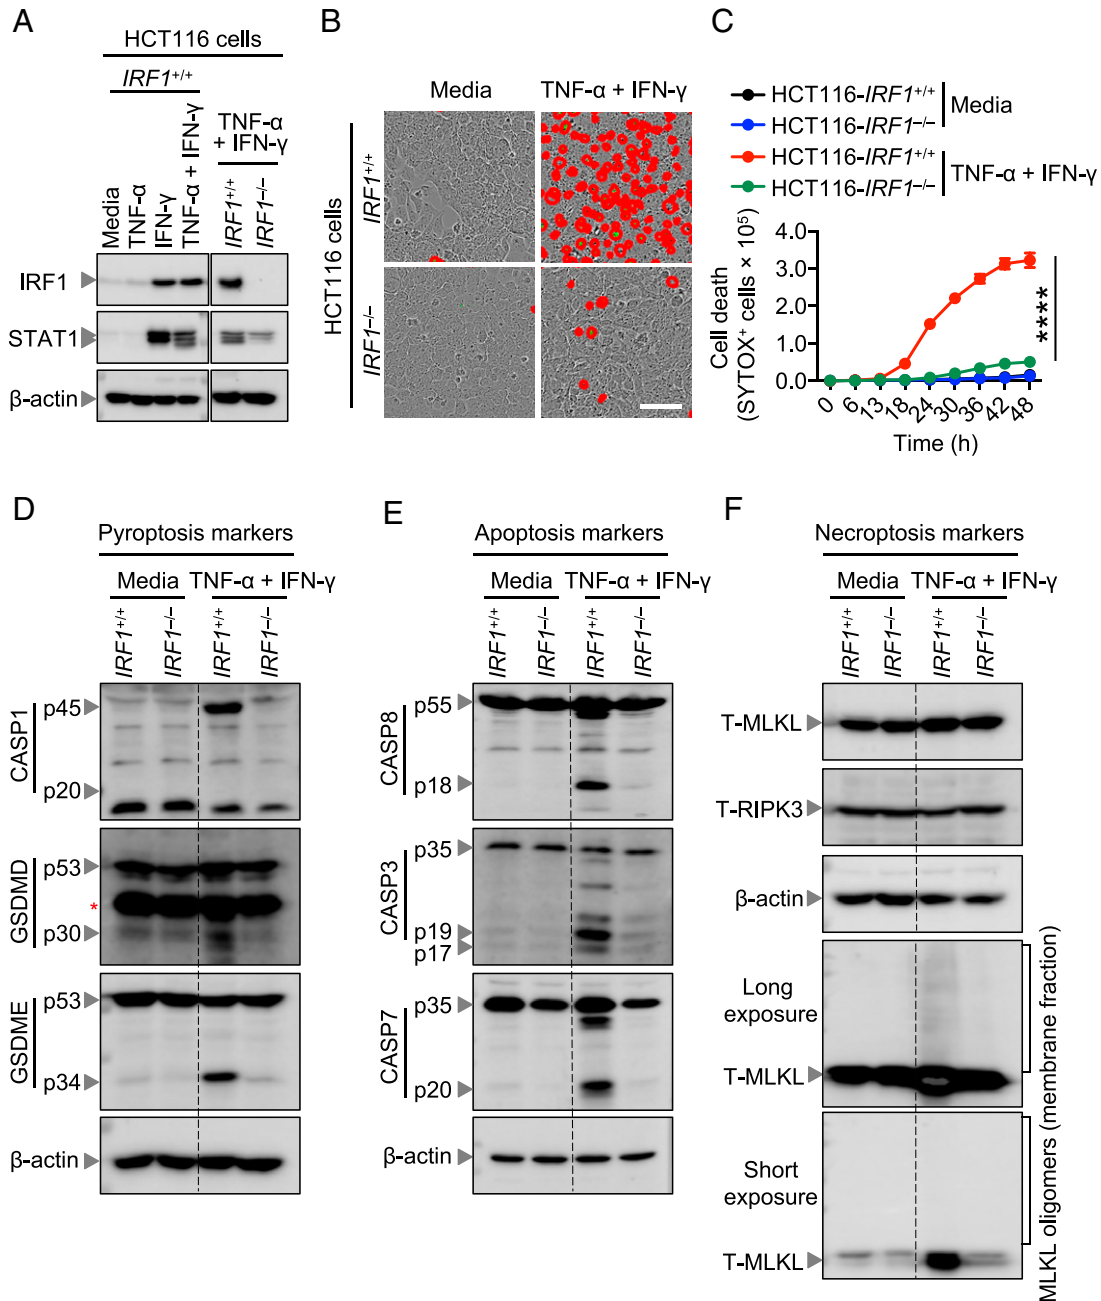 A
HCT116 cells
IRF1+/+
TNF-α
+ IFN-γ
Media
TNF-α
IFN-γ
TNF-α + IFN-γ
IRF1+/+
IRF1–/–
IRF1
STAT1
β-actin
B
Media
TNF-α + IFN-γ
HCT116 cells
IRF1+/+
IRF1–/–
C
HCT116-IRF1+/+
HCT116-IRF1–/–
Media
HCT116-IRF1+/+
HCT116-IRF1–/–
TNF-α + IFN-γ
Cell death
(SYTOX+ cells × 10⁵)
4.0
3.0
2.0
1.0
0.0
0
6
13
18
24
30
36
42
48
Time (h)
****
D
Pyroptosis markers
Media
TNF-α + IFN-γ
IRF1+/+
IRF1–/–
IRF1+/+
IRF1–/–
CASP1
p45
p20
GSDMD
p53
*
p30
GSDME
p53
p34
β-actin
E
Apoptosis markers
Media
TNF-α + IFN-γ
IRF1+/+
IRF1–/–
IRF1+/+
IRF1–/–
CASP8
p55
p18
CASP3
p35
p19
p17
CASP7
p35
p20
β-actin
F
Necroptosis markers
Media
TNF-α + IFN-γ
IRF1+/+
IRF1–/–
IRF1+/+
IRF1–/–
T-MLKL
T-RIPK3
β-actin
Long
exposure
T-MLKL
Short
exposure
T-MLKL
MLKL oligomers (membrane fraction)